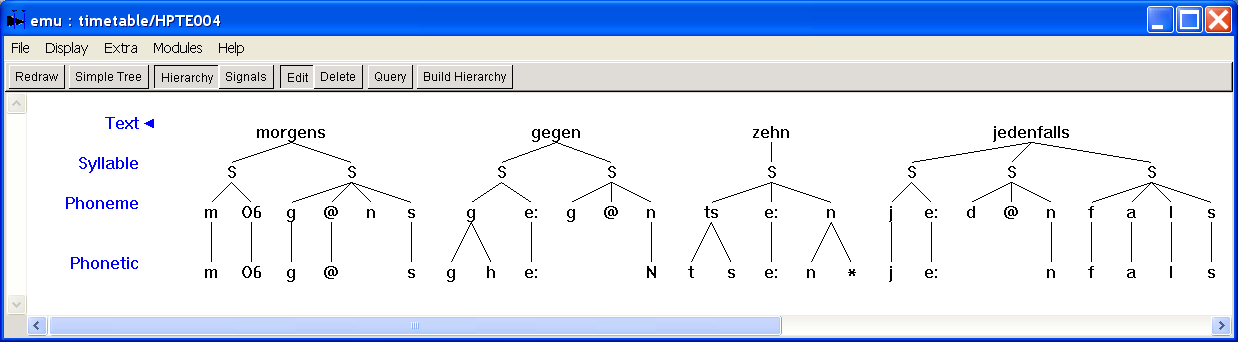 emu : timetable/HPTE004
File Display Extra Modules Help
Redraw Simple Tree Hierarchy Signals Edit Delete Query Build Hierarchy
Text morgens gegen zehn jedenfalls
Syllable S S S S S S S S
Phoneme m O6 g @ n s g e: g @ n ts e: n j e: d @ n f a l s
Phonetic m O6 g @ s g h e: N t s e: n * j e: n f a l s